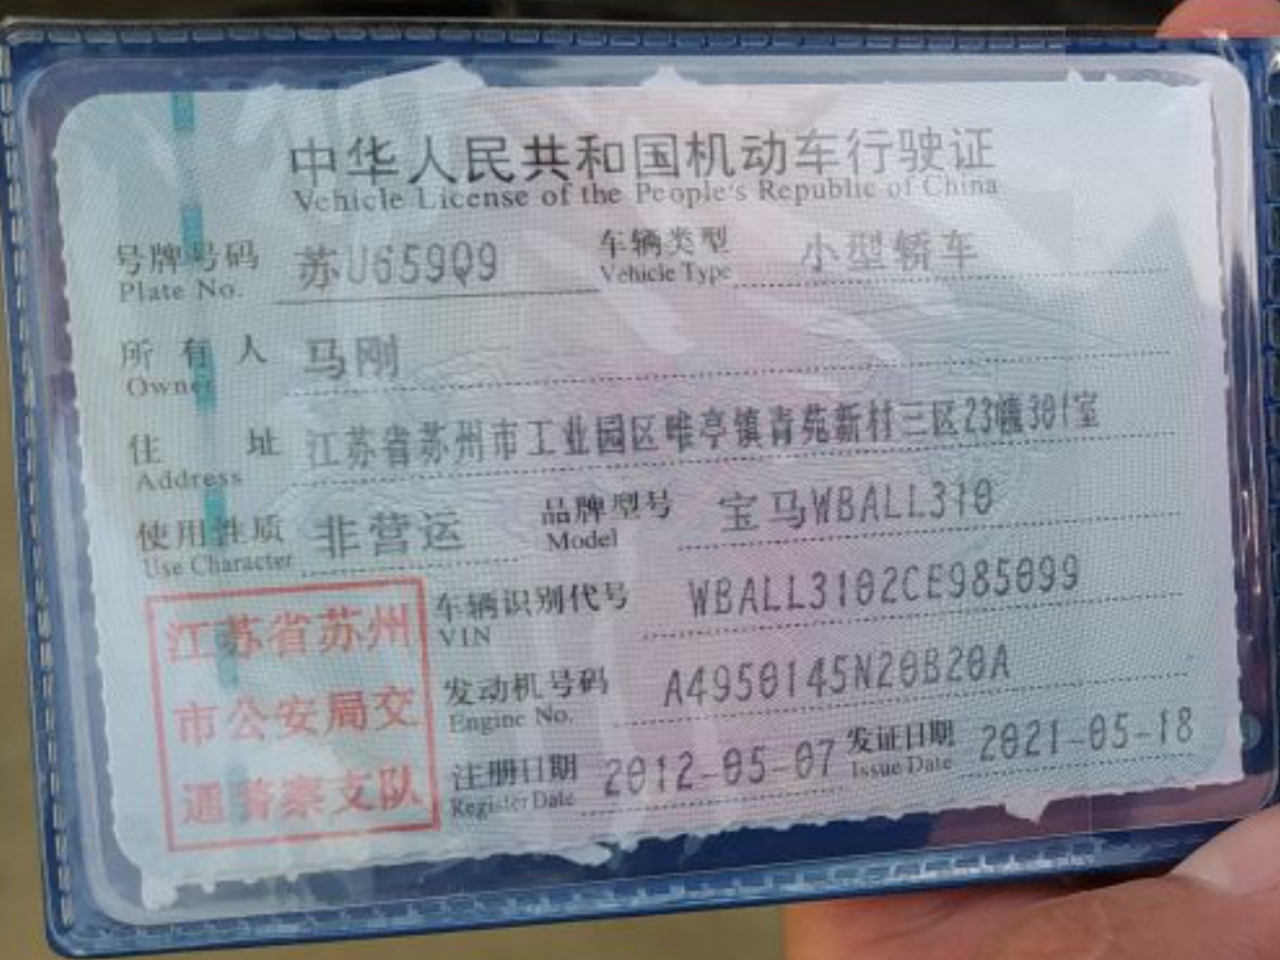 中华人民共和国机动车行驶证
Vehicle License of the People's Republic of China
号牌号码 苏U659Q9 车辆类型 小型轿车
Plate No. Vehicle Type
所有人 马刚
Owner
住址 江苏省苏州市工业园区唯亭镇青苑新村三区23幢301室
Address
使用性质 非营运 品牌型号 宝马WBALL310
Use Character Model
江苏省苏州
市公安局交
通警察支队
车辆识别代号 WBALL3102CE985099
VIN
发动机号码 A4950145N20B20A
Engine No.
注册日期 2012-05-07 发证日期 2021-05-18
Register Date Issue Date